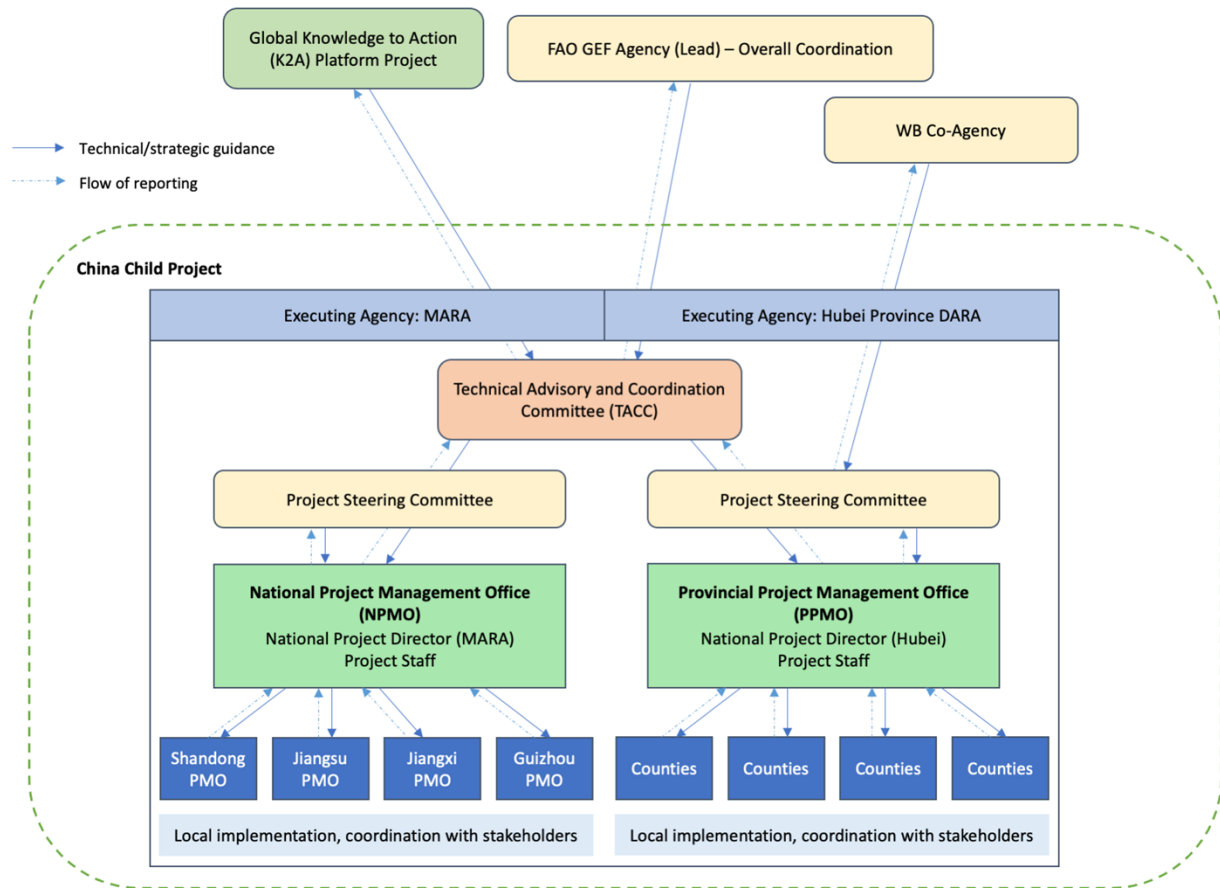 Global Knowledge to Action
(K2A) Platform Project
FAO GEF Agency (Lead) – Overall Coordination
WB Co-Agency
Technical/strategic guidance
Flow of reporting
China Child Project
Executing Agency: MARA
Executing Agency: Hubei Province DARA
Technical Advisory and Coordination
Committee (TACC)
Project Steering Committee
Project Steering Committee
National Project Management Office
(NPMO)
National Project Director (MARA)
Project Staff
Provincial Project Management Office
(PPMO)
National Project Director (Hubei)
Project Staff
Shandong
PMO
Jiangsu
PMO
Jiangxi
PMO
Guizhou
PMO
Counties
Counties
Counties
Counties
Local implementation, coordination with stakeholders
Local implementation, coordination with stakeholders